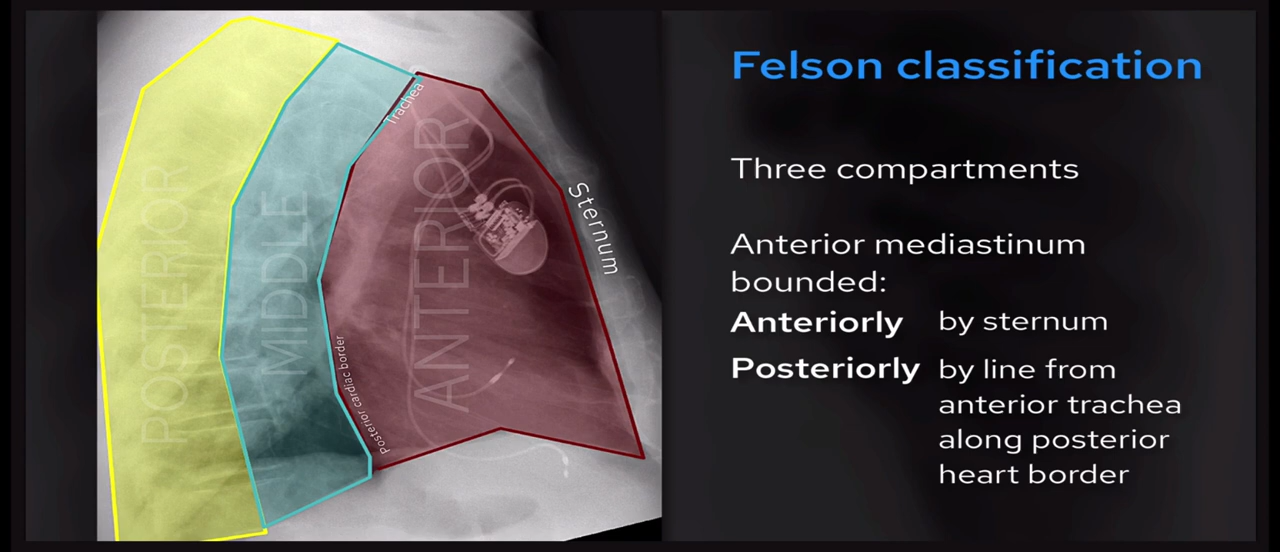 POSTERIOR
MIDDLE
ANTERIOR
Trachea
Posterior cardiac border
Sternum
Felson classification
Three compartments
Anterior mediastinum
bounded:
Anteriorly by sternum
Posteriorly by line from
anterior trachea
along posterior
heart border